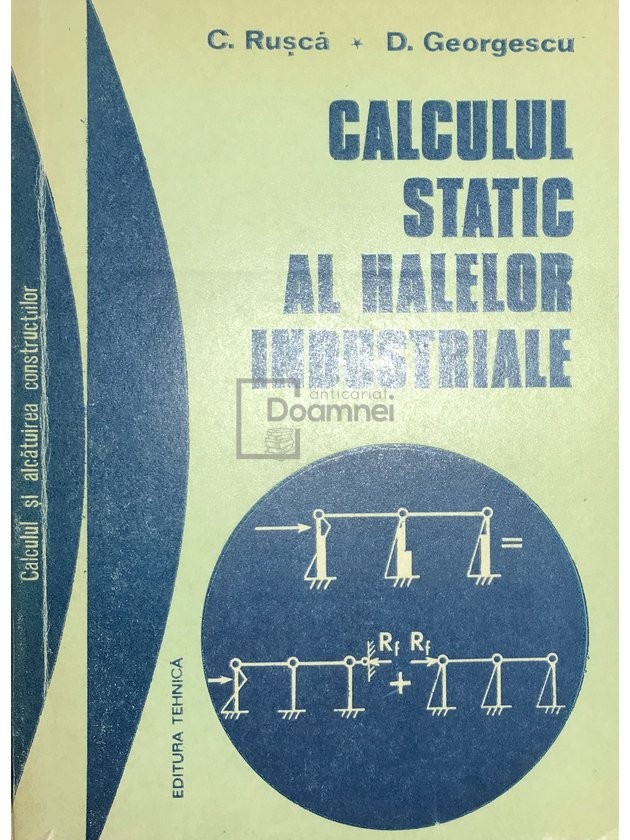 C. Rușcă * D. Georgescu
CALCULUL
STATIC
AL HALELOR
INDUSTRIALE
anticariat
Doamnei
Calculul și alcătuirea construcțiilor
=
Rf Rf
+
EDITURA TEHNICĂ